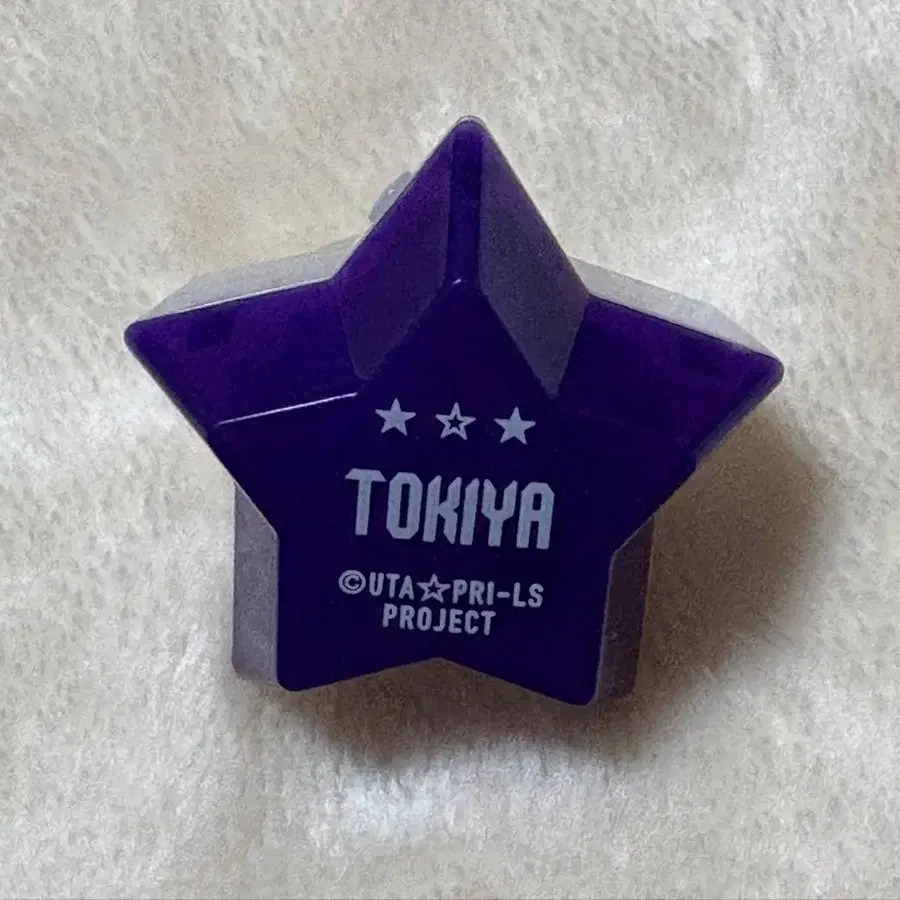 ★☆★
TOKIYA
©UTA☆PRI-LS
PROJECT